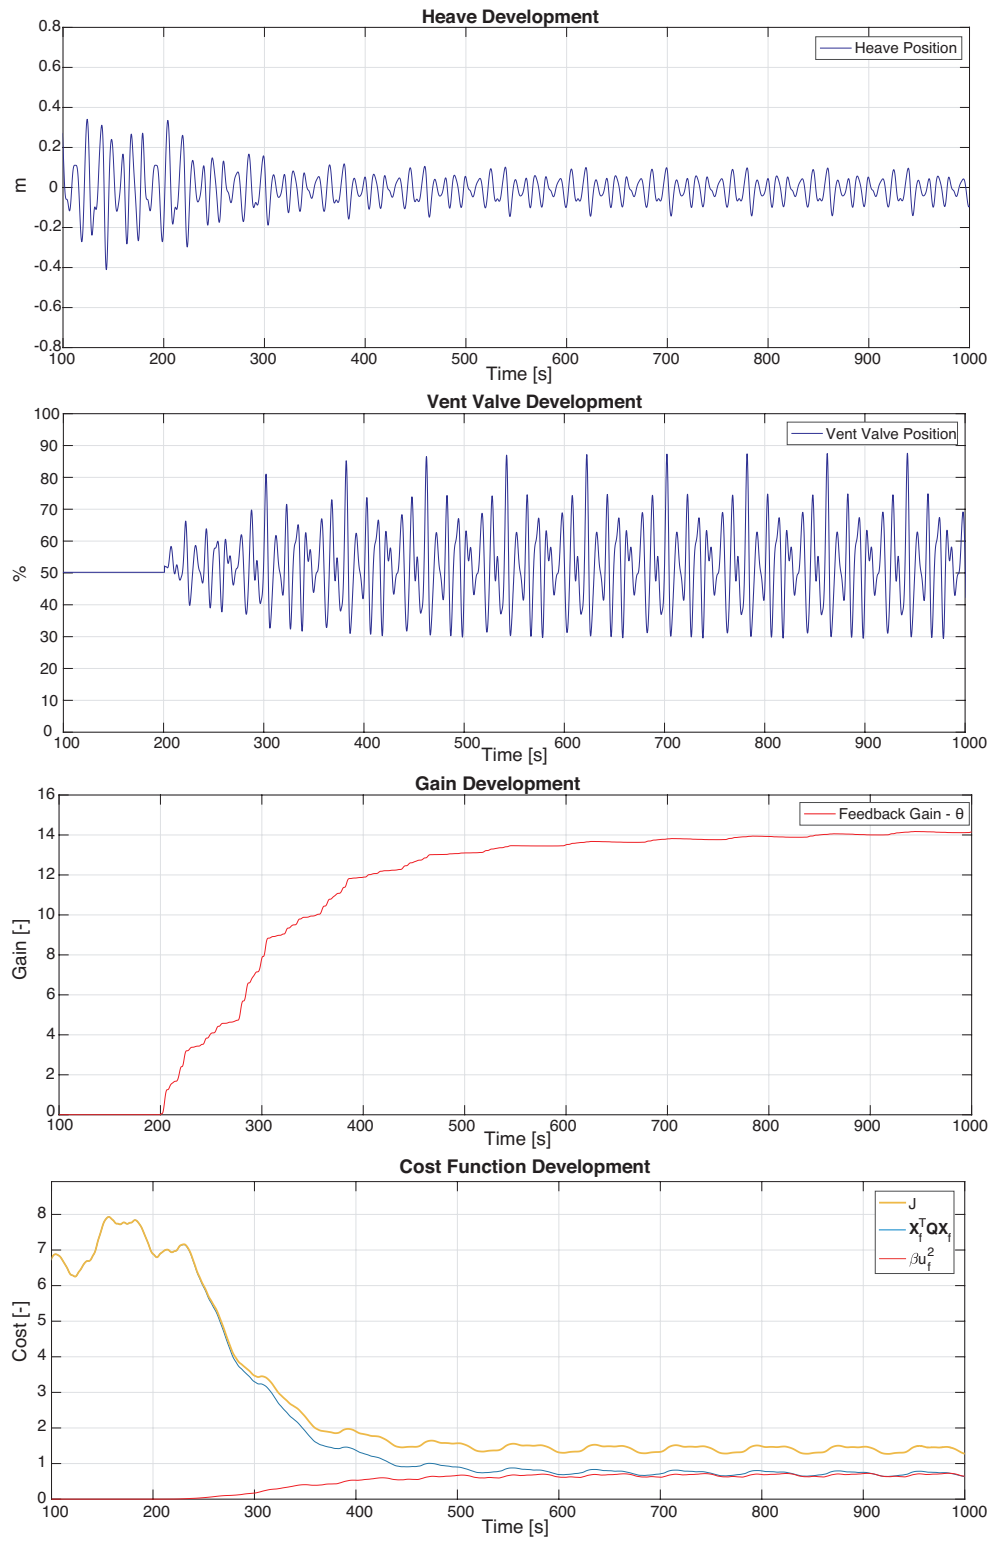 Heave Development
Heave Position
0.8
0.6
0.4
0.2
0
-0.2
-0.4
-0.6
-0.8
m
100 200 300 400 500 600 700 800 900 1000
Time [s]
Vent Valve Development
Vent Valve Position
100
90
80
70
60
50
40
30
20
10
0
%
100 200 300 400 500 600 700 800 900 1000
Time [s]
Gain Development
Feedback Gain - θ
16
14
12
10
8
6
4
2
0
Gain [-]
100 200 300 400 500 600 700 800 900 1000
Time [s]
Cost Function Development
J
X_f^T QX_f
βu_f^2
8
7
6
5
4
3
2
1
0
Cost [-]
100 200 300 400 500 600 700 800 900 1000
Time [s]